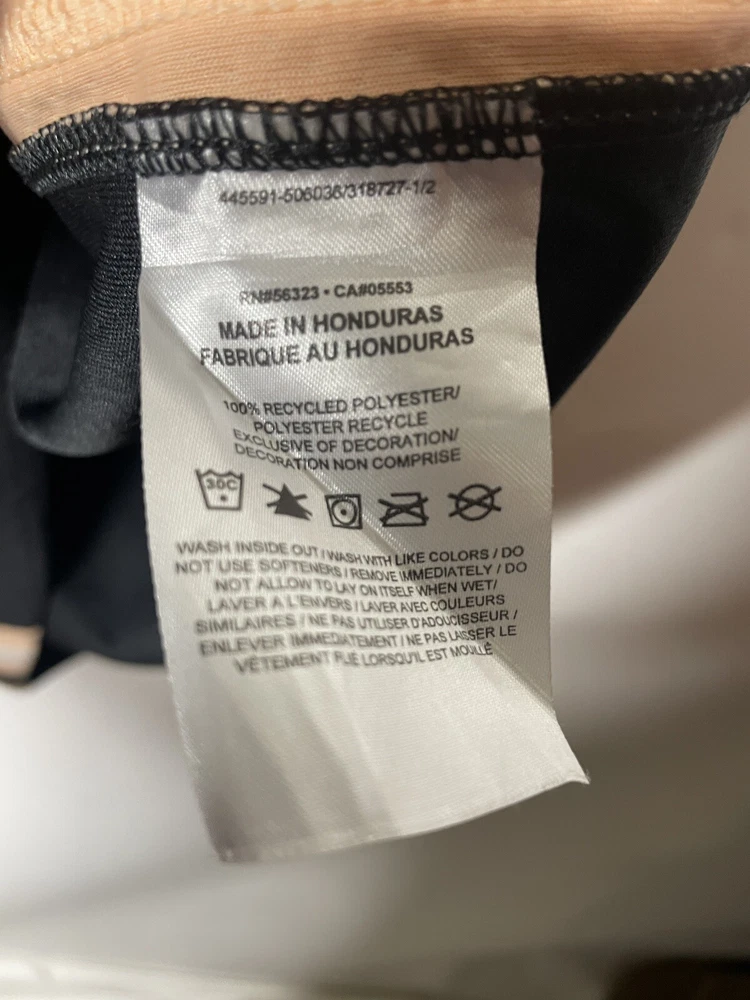 445591-506036/318727-1/2
RN#56323 • CA#05553
MADE IN HONDURAS
FABRIQUE AU HONDURAS
100% RECYCLED POLYESTER/
POLYESTER RECYCLE
EXCLUSIVE OF DECORATION/
DECORATION NON COMPRISE
30C
WASH INSIDE OUT / WASH WITH LIKE COLORS / DO
NOT USE SOFTENERS / REMOVE IMMEDIATELY / DO
NOT ALLOW TO LAY ON ITSELF WHEN WET/
LAVER A L'ENVERS / LAVER AVEC COULEURS
SIMILAIRES / NE PAS UTILISER D'ADOUCISSEUR /
ENLEVER IMMEDIATEMENT / NE PAS LAISSER LE
VÊTEMENT PLIÉ LORSQU'IL EST MOUILLÉ